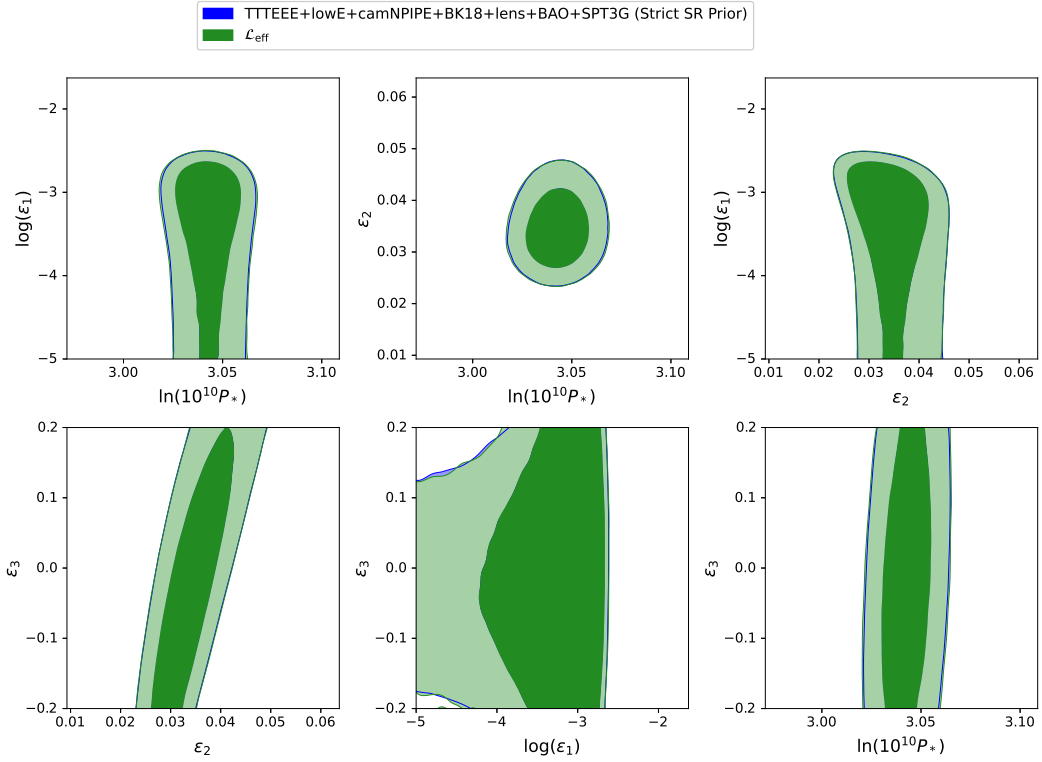 TTTEEE+lowE+camNPIPE+BK18+lens+BAO+SPT3G (Strict SR Prior)
ℒeff
−2
−3
−4
−5
log(ε₁)
3.00 3.05 3.10
ln(10¹⁰P*)
0.06
0.05
0.04
0.03
0.02
0.01
ε₂
3.00 3.05 3.10
ln(10¹⁰P*)
−2
−3
−4
−5
log(ε₁)
0.01 0.02 0.03 0.04 0.05 0.06
ε₂
0.2
0.1
0.0
−0.1
−0.2
ε₃
0.01 0.02 0.03 0.04 0.05 0.06
ε₂
0.2
0.1
0.0
−0.1
−0.2
ε₃
−5 −4 −3 −2
log(ε₁)
0.2
0.1
0.0
−0.1
−0.2
ε₃
3.00 3.05 3.10
ln(10¹⁰P*)